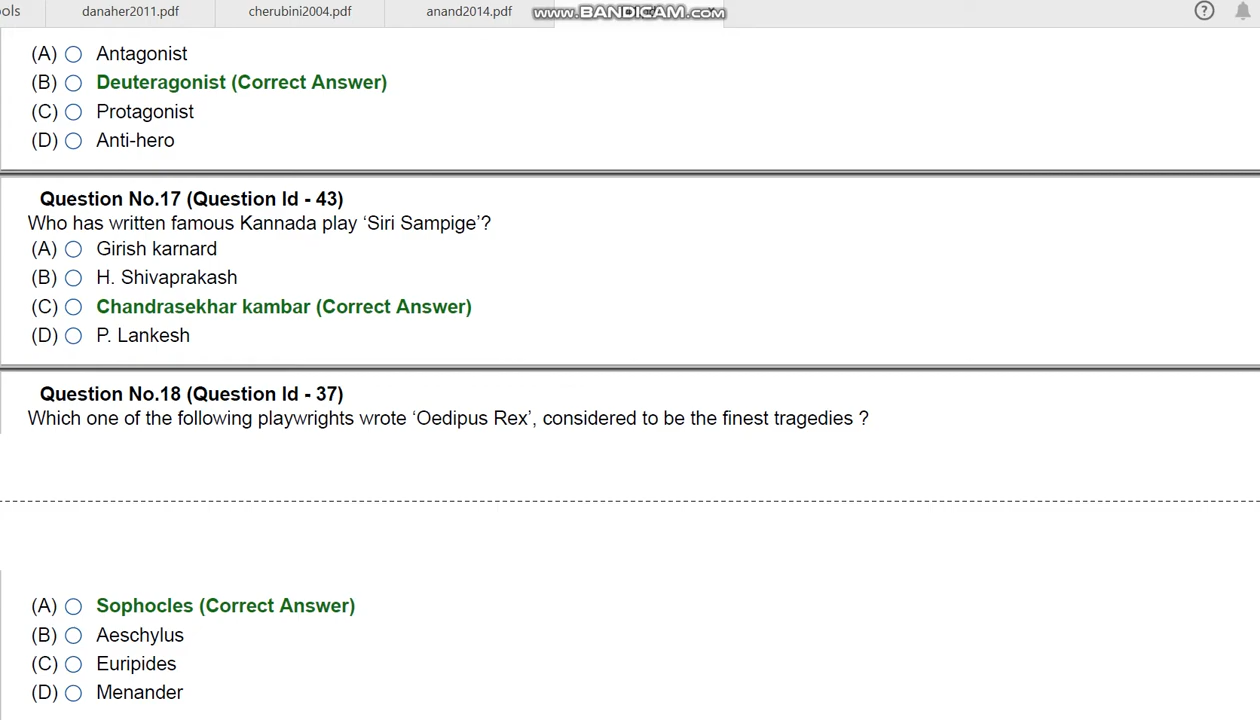 ols danaher2011.pdf cherubini2004.pdf anand2014.pdf www.BANDICAM.com
(A) Antagonist
(B) Deuteragonist (Correct Answer)
(C) Protagonist
(D) Anti-hero
Question No.17 (Question Id - 43)
Who has written famous Kannada play ‘Siri Sampige’?
(A) Girish karnard
(B) H. Shivaprakash
(C) Chandrasekhar kambar (Correct Answer)
(D) P. Lankesh
Question No.18 (Question Id - 37)
Which one of the following playwrights wrote ‘Oedipus Rex’, considered to be the finest tragedies ?
(A) Sophocles (Correct Answer)
(B) Aeschylus
(C) Euripides
(D) Menander